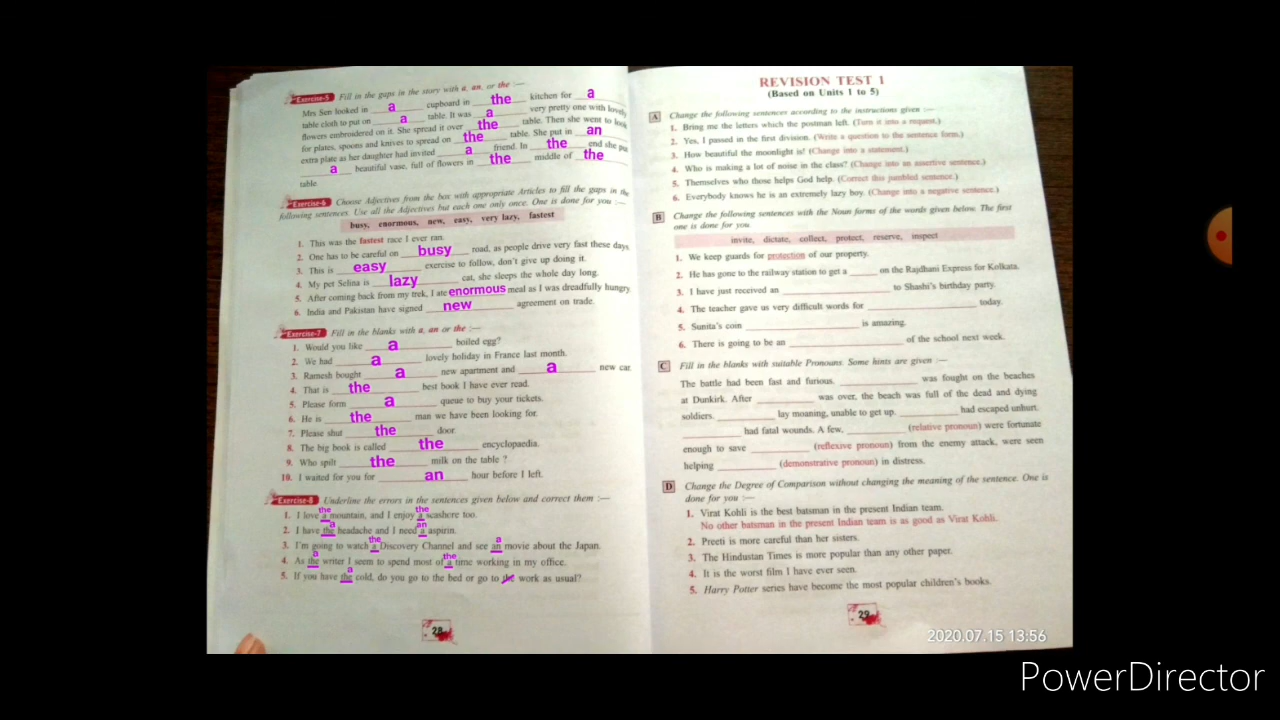 Exercise-5 Fill in the gaps in the story with a, an, or the :—
Mrs Sen looked in a cupboard in the kitchen for a
table cloth to put on a table. It was a very pretty one with lovely
flowers embroidered on it. She spread it over the table. Then she went to look
for plates, spoons and knives to spread on the table. She put in an
extra plate as her daughter had invited a friend. In the end she put
a beautiful vase, full of flowers in the middle of the
table.
Exercise-6 Choose Adjectives from the box with appropriate Articles to fill the gaps in the
following sentences. Use all the Adjectives but each one only once. One is done for you :—
busy, enormous, new, easy, very lazy, fastest
1. This was the fastest race I ever ran.
2. One has to be careful on busy road, as people drive very fast these days.
3. This is easy exercise to follow, don't give up doing it.
4. My pet Selina is lazy cat, she sleeps the whole day long.
5. After coming back from my trek, I ate enormous meal as I was dreadfully hungry.
6. India and Pakistan have signed new agreement on trade.
Exercise-7 Fill in the blanks with a, an or the :—
1. Would you like a boiled egg?
2. We had a lovely holiday in France last month.
3. Ramesh bought a new apartment and a new car.
4. That is the best book I have ever read.
5. Please form a queue to buy your tickets.
6. He is the man we have been looking for.
7. Please shut the door.
8. The big book is called the encyclopaedia.
9. Who spilt the milk on the table ?
10. I waited for you for an hour before I left.
Exercise-8 Underline the errors in the sentences given below and correct them :—
the the
1. I love a mountain, and I enjoy a seashore too.
a an
2. I have the headache and I need a aspirin.
the a
3. I'm going to watch a Discovery Channel and see an movie about the Japan.
a the
4. As the writer I seem to spend most of a time working in my office.
a
5. If you have the cold, do you go to the bed or go to the work as usual?
28
REVISION TEST 1
(Based on Units 1 to 5)
A Change the following sentences according to the instructions given :—
1. Bring me the letters which the postman left. (Turn it into a request.)
2. Yes, I passed in the first division. (Write a question to the sentence form.)
3. How beautiful the moonlight is! (Change into a statement.)
4. Who is making a lot of noise in the class? (Change into an assertive sentence.)
5. Themselves who those helps God help. (Correct this jumbled sentence.)
6. Everybody knows he is an extremely lazy boy. (Change into a negative sentence.)
B Change the following sentences with the Noun forms of the words given below. The first
one is done for you.
invite, dictate, collect, protect, reserve, inspect
1. We keep guards for protection of our property.
2. He has gone to the railway station to get a ____ on the Rajdhani Express for Kolkata.
3. I have just received an ____ to Shashi's birthday party.
4. The teacher gave us very difficult words for ____ today.
5. Sunita's coin ____ is amazing.
6. There is going to be an ____ of the school next week.
C Fill in the blanks with suitable Pronouns. Some hints are given :—
The battle had been fast and furious. ____ was fought on the beaches
at Dunkirk. After ____ was over, the beach was full of the dead and dying
soldiers. ____ lay moaning, unable to get up. ____ had escaped unhurt.
____ had fatal wounds. A few, ____ (relative pronoun) were fortunate
enough to save ____ (reflexive pronoun) from the enemy attack, were seen
helping ____ (demonstrative pronoun) in distress.
D Change the Degree of Comparison without changing the meaning of the sentence. One is
done for you :—
1. Virat Kohli is the best batsman in the present Indian team.
No other batsman in the present Indian team is as good as Virat Kohli.
2. Preeti is more careful than her sisters.
3. The Hindustan Times is more popular than any other paper.
4. It is the worst film I have ever seen.
5. Harry Potter series have become the most popular children's books.
29
2020.07.15 13:56
PowerDirector